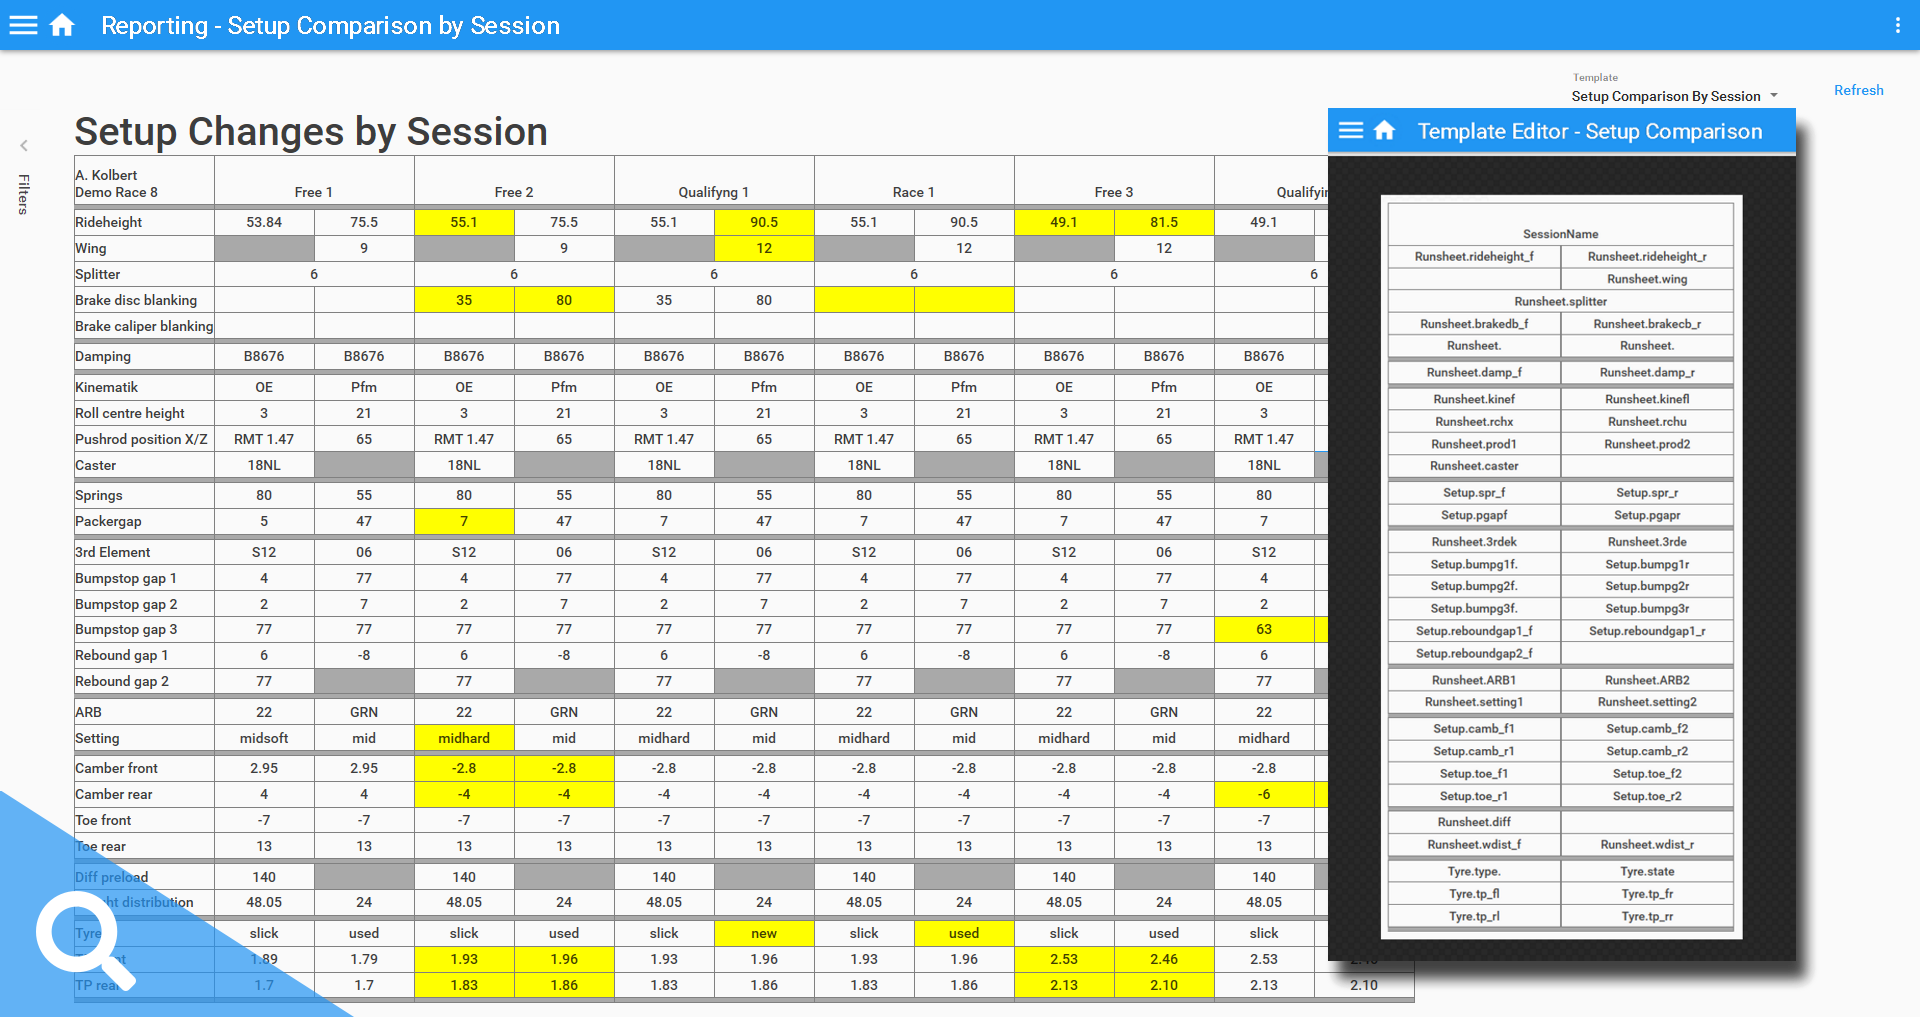 Reporting - Setup Comparison by Session
Template
Setup Comparison By Session
Refresh
Filters
Setup Changes by Session
A. Kolbert
Demo Race 8 Free 1 Free 2 Qualifyng 1 Race 1 Free 3 Qualifyin
Rideheight 53.84 75.5 55.1 75.5 55.1 90.5 55.1 90.5 49.1 81.5 49.1
Wing 9 9 12 12 12
Splitter 6 6 6 6 6 6
Brake disc blanking 35 80 35 80
Brake caliper blanking
Damping B8676 B8676 B8676 B8676 B8676 B8676 B8676 B8676 B8676 B8676 B8676
Kinematik OE Pfm OE Pfm OE Pfm OE Pfm OE Pfm OE
Roll centre height 3 21 3 21 3 21 3 21 3 21 3
Pushrod position X/Z RMT 1.47 65 RMT 1.47 65 RMT 1.47 65 RMT 1.47 65 RMT 1.47 65 RMT 1.47
Caster 18NL 18NL 18NL 18NL 18NL 18NL
Springs 80 55 80 55 80 55 80 55 80 55 80
Packergap 5 47 7 47 7 47 7 47 7 47 7
3rd Element S12 06 S12 06 S12 06 S12 06 S12 06 S12
Bumpstop gap 1 4 77 4 77 4 77 4 77 4 77 4
Bumpstop gap 2 2 7 2 7 2 7 2 7 2 7 2
Bumpstop gap 3 77 77 77 77 77 77 77 77 77 77 63
Rebound gap 1 6 -8 6 -8 6 -8 6 -8 6 -8 6
Rebound gap 2 77 77 77 77 77 77
ARB 22 GRN 22 GRN 22 GRN 22 GRN 22 GRN 22
Setting midsoft mid midhard mid midhard mid midhard mid midhard mid midhard
Camber front 2.95 2.95 -2.8 -2.8 -2.8 -2.8 -2.8 -2.8 -2.8 -2.8 -2.8
Camber rear 4 4 -4 -4 -4 -4 -4 -4 -4 -4 -6
Toe front -7 -7 -7 -7 -7 -7 -7 -7 -7 -7 -7
Toe rear 13 13 13 13 13 13 13 13 13 13 13
Diff preload 140 140 140 140 140 140
ht distribution 48.05 24 48.05 24 48.05 24 48.05 24 48.05 24 48.05
Tyre slick used slick used slick new slick used slick used slick
1.89 1.79 1.93 1.96 1.93 1.96 1.93 1.96 2.53 2.46 2.53
TP rear 1.7 1.7 1.83 1.86 1.83 1.86 1.83 1.86 2.13 2.10 2.13 2.10
Template Editor - Setup Comparison
SessionName
Runsheet.rideheight_f Runsheet.rideheight_r
Runsheet.wing
Runsheet.splitter
Runsheet.brakedb_f Runsheet.brakecb_r
Runsheet. Runsheet.
Runsheet.damp_f Runsheet.damp_r
Runsheet.kinef Runsheet.kinefl
Runsheet.rchx Runsheet.rchu
Runsheet.prod1 Runsheet.prod2
Runsheet.caster
Setup.spr_f Setup.spr_r
Setup.pgapf Setup.pgapr
Runsheet.3rdek Runsheet.3rde
Setup.bumpg1f. Setup.bumpg1r
Setup.bumpg2f. Setup.bumpg2r
Setup.bumpg3f. Setup.bumpg3r
Setup.reboundgap1_f Setup.reboundgap1_r
Setup.reboundgap2_f
Runsheet.ARB1 Runsheet.ARB2
Runsheet.setting1 Runsheet.setting2
Setup.camb_f1 Setup.camb_f2
Setup.camb_r1 Setup.camb_r2
Setup.toe_f1 Setup.toe_f2
Setup.toe_r1 Setup.toe_r2
Runsheet.diff
Runsheet.wdist_f Runsheet.wdist_r
Tyre.type. Tyre.state
Tyre.tp_fl Tyre.tp_fr
Tyre.tp_rl Tyre.tp_rr